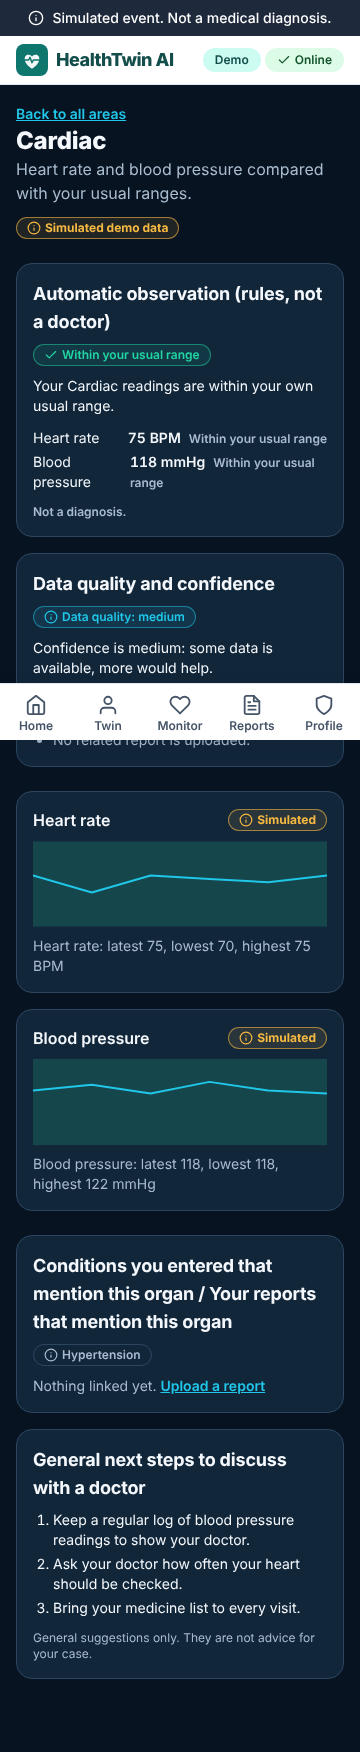 Simulated event. Not a medical diagnosis.
HealthTwin AI
Demo
Online
Back to all areas
Cardiac
Heart rate and blood pressure compared
with your usual ranges.
Simulated demo data
Automatic observation (rules, not
a doctor)
Within your usual range
Your Cardiac readings are within your own
usual range.
Heart rate 75 BPM Within your usual range
Blood pressure 118 mmHg Within your usual
range
Not a diagnosis.
Data quality and confidence
Data quality: medium
Confidence is medium: some data is
available, more would help.
Home Twin Monitor Reports Profile
No related report is uploaded.
Heart rate
Simulated
Heart rate: latest 75, lowest 70, highest 75
BPM
Blood pressure
Simulated
Blood pressure: latest 118, lowest 118,
highest 122 mmHg
Conditions you entered that
mention this organ / Your reports
that mention this organ
Hypertension
Nothing linked yet. Upload a report
General next steps to discuss
with a doctor
1. Keep a regular log of blood pressure
readings to show your doctor.
2. Ask your doctor how often your heart
should be checked.
3. Bring your medicine list to every visit.
General suggestions only. They are not advice for
your case.